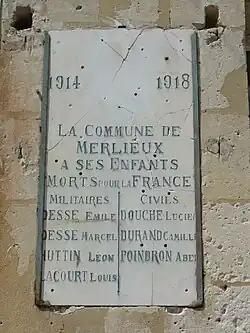 1914 1918
LA COMMUNE DE
MERLIEUX
A SES ENFANTS
MORTS POUR LA FRANCE
MILITAIRES CIVILS
DESSE EMILE DOUCHE LUCIEN
DESSE MARCEL DURAND CAMILLE
HUTTIN LEON POINDRON ABEL
LACOURT LOUIS